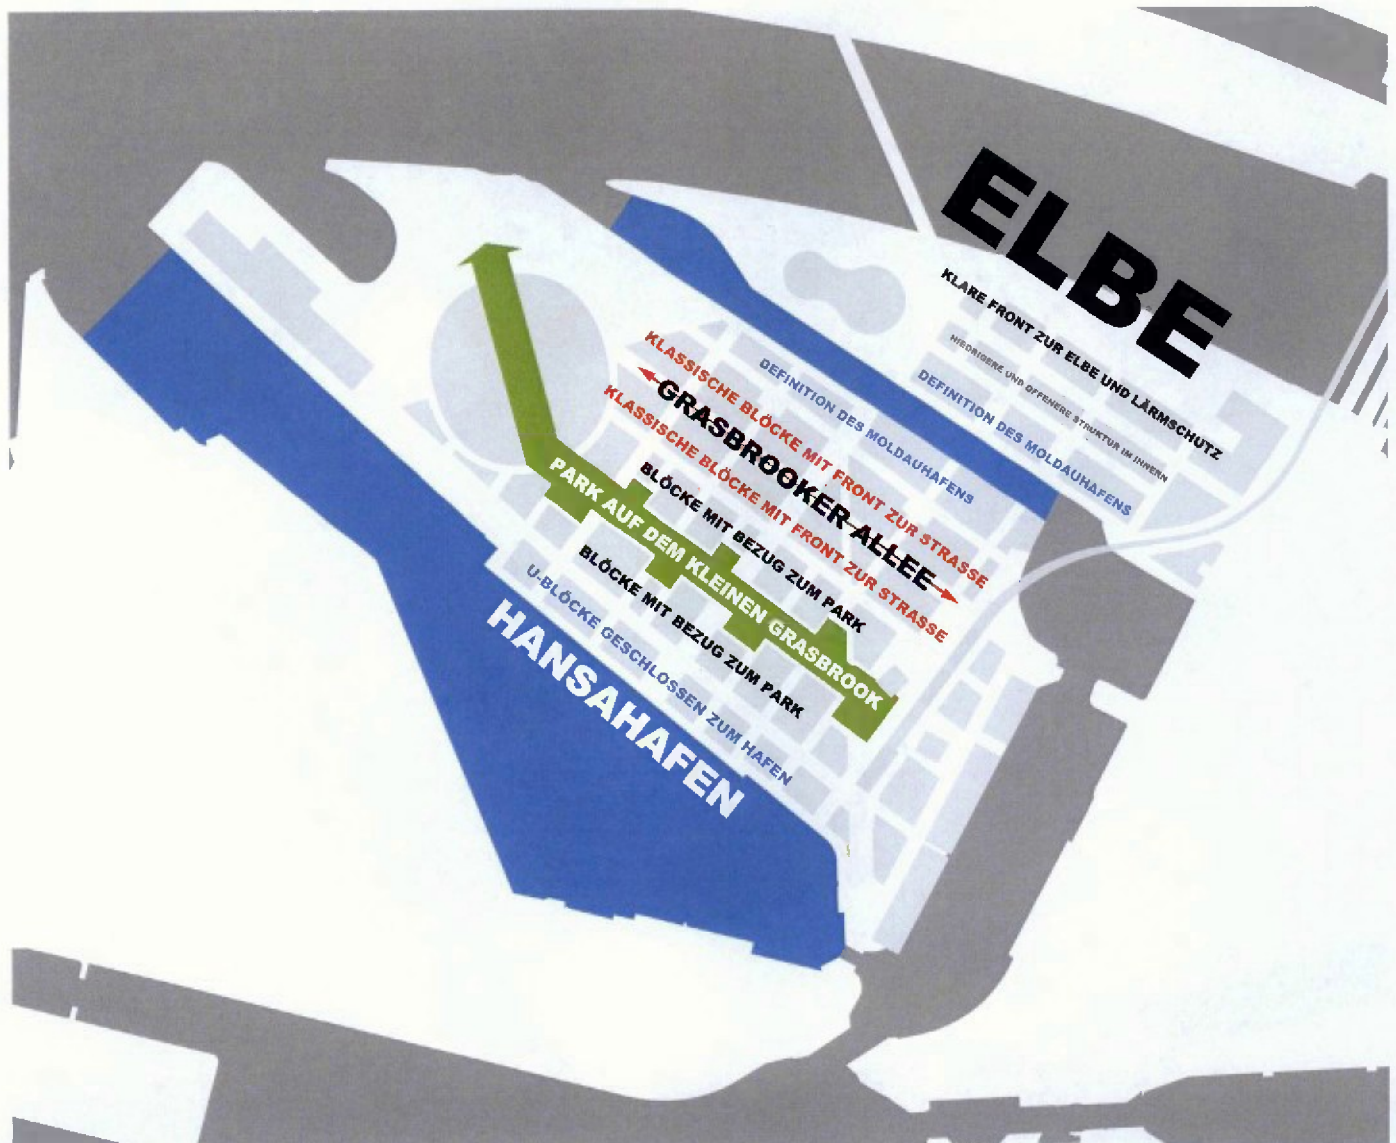 ELBE
KLARE FRONT ZUR ELBE UND LÄRMSCHUTZ
NIEDRIGERE UND OFFENERE STRUKTUR IM INNERN
DEFINITION DES MOLDAUHAFENS
DEFINITION DES MOLDAUHAFENS
KLASSISCHE BLÖCKE MIT FRONT ZUR STRASSE
GRASBROOKER ALLEE
KLASSISCHE BLÖCKE MIT FRONT ZUR STRASSE
BLÖCKE MIT BEZUG ZUM PARK
PARK AUF DEM KLEINEN GRASBROOK
BLÖCKE MIT BEZUG ZUM PARK
U-BLÖCKE GESCHLOSSEN ZUM HAFEN
HANSAHAFEN